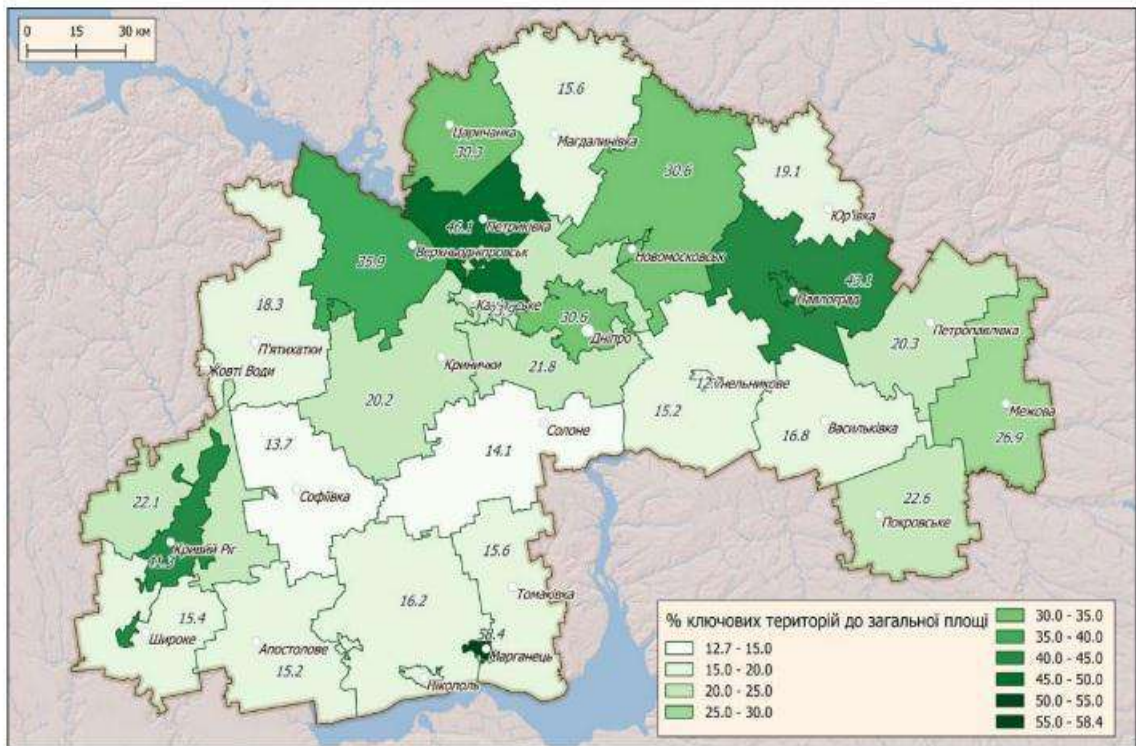 0 15 30 км
15.6
Царичанка
30.3
Магдалинівка
30.6
19.1
Юр'ївка
46.1
Петриківка
Верхньодніпровськ
Новомосковськ
35.9
43.1
Павлоград
18.3
30.6
Дніпро
Петропавлівка
20.3
П'ятихатки
Кринички
21.8
Жовті Води
20.2
15.2
16.8
Васильківка
Межова
26.9
13.7
Солоне
14.1
22.1
Софіївка
22.6
Покровське
Кривий Ріг
15.6
Томаківка
16.2
15.4
Широке
Апостолове
15.2
58.4
Марганець
Нікополь
% ключових територій до загальної площі
12.7 - 15.0
15.0 - 20.0
20.0 - 25.0
25.0 - 30.0
30.0 - 35.0
35.0 - 40.0
40.0 - 45.0
45.0 - 50.0
50.0 - 55.0
55.0 - 58.4